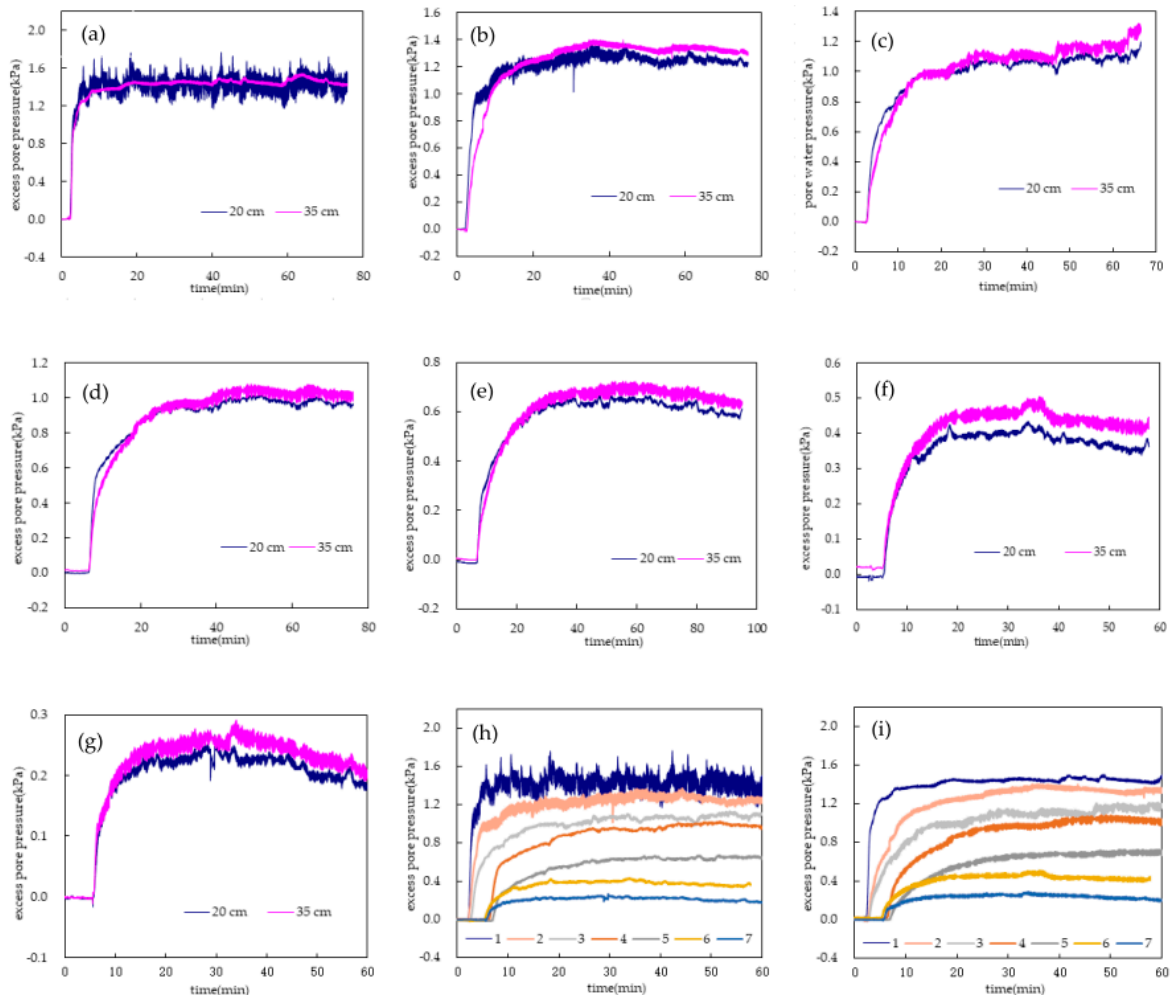 (a)
excess pore pressure(kPa)
2.0
1.6
1.2
0.8
0.4
0.0
-0.4
20 cm 35 cm
0 20 40 60 80
time(min)
(b)
excess pore pressure(kPa)
1.6
1.4
1.2
1.0
0.8
0.6
0.4
0.2
0.0
-0.2
20 cm 35 cm
0 20 40 60 80
time(min)
(c)
pore water pressure(kPa)
1.4
1.2
1.0
0.8
0.6
0.4
0.2
0.0
-0.2
20 cm 35 cm
0 10 20 30 40 50 60 70
time(min)
(d)
excess pore pressure(kPa)
1.2
1.0
0.8
0.6
0.4
0.2
0.0
-0.2
20 cm 35 cm
0 20 40 60 80
time(min)
(e)
excess pore pressure(kPa)
0.8
0.6
0.4
0.2
0.0
-0.2
20 cm 35 cm
0 20 40 60 80 100
time(min)
(f)
excess pore pressure(kPa)
0.6
0.5
0.4
0.3
0.2
0.1
0.0
-0.1
20 cm 35 cm
0 10 20 30 40 50 60
time(min)
(g)
excess pore pressure(kPa)
0.3
0.2
0.1
0.0
-0.1
20 cm 35 cm
0 10 20 30 40 50 60
time(min)
(h)
excess pore pressure(kPa)
2.0
1.6
1.2
0.8
0.4
0.0
-0.4
1 2 3 4 5 6 7
0 10 20 30 40 50 60
time(min)
(i)
excess pore pressure(kPa)
2.0
1.6
1.2
0.8
0.4
0.0
-0.4
1 2 3 4 5 6 7
0 10 20 30 40 50 60
time(min)